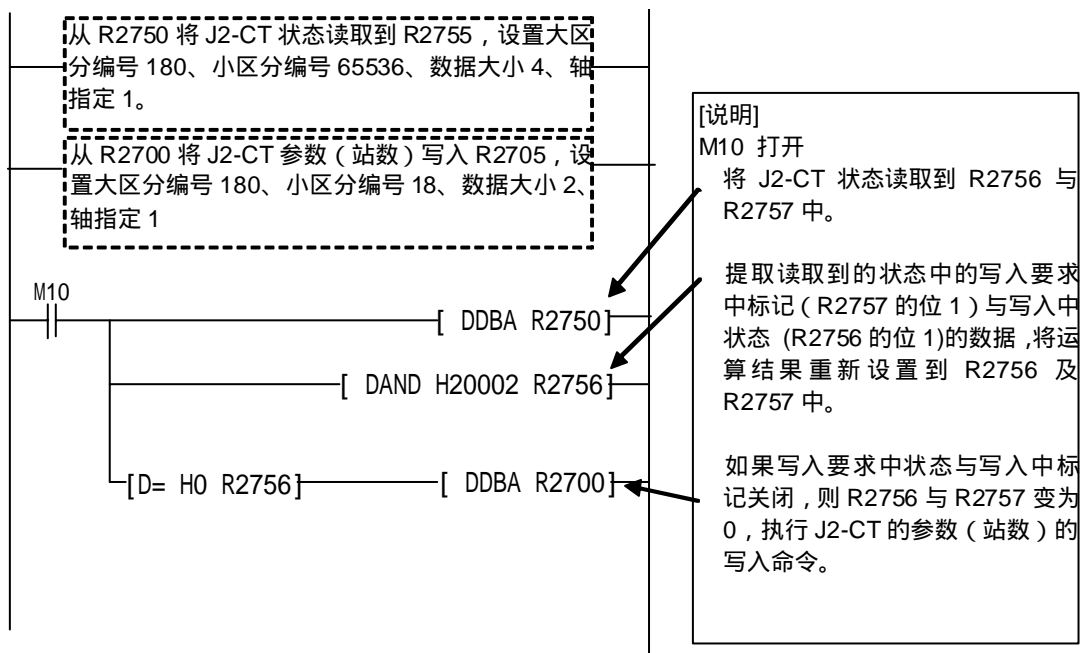 从 R2750 将 J2-CT 状态读取到 R2755，设置大区
分编号 180、小区分编号 65536、数据大小 4、轴
指定 1。
从 R2700 将 J2-CT 参数（站数）写入 R2705，设
置大区分编号 180、小区分编号 18、数据大小 2、
轴指定 1
M10
[ DDBA R2750]
[ DAND H20002 R2756]
[D= H0 R2756]
[ DDBA R2700]
[说明]
M10 打开
将 J2-CT 状态读取到 R2756 与
R2757 中。
提取读取到的状态中的写入要求
中标记（R2757 的位 1）与写入中
状态 (R2756 的位 1)的数据,将运
算结果重新设置到 R2756 及
R2757 中。
如果写入要求中状态与写入中标
记关闭，则 R2756 与 R2757 变为
0，执行 J2-CT 的参数（站数）的
写入命令。